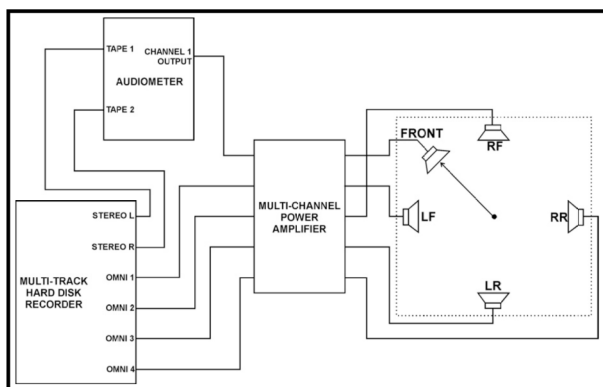 TAPE 1
CHANNEL 1
OUTPUT
AUDIOMETER
TAPE 2
FRONT
RF
MULTI-CHANNEL
POWER
AMPLIFIER
LF
RR
STEREO L
STEREO R
MULTI-TRACK
HARD DISK
RECORDER
OMNI 1
OMNI 2
OMNI 3
OMNI 4
LR